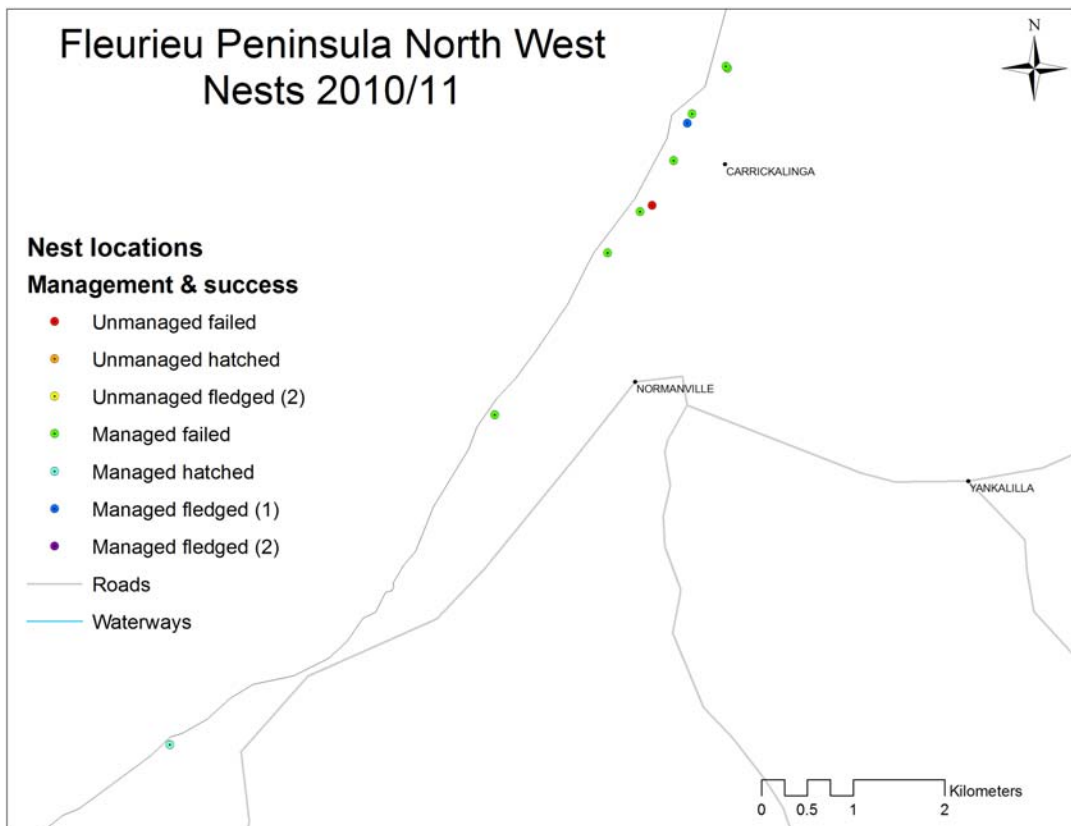 Fleurieu Peninsula North West
Nests 2010/11
N
CARRICKALINGA
Nest locations
Management & success
Unmanaged failed
Unmanaged hatched
Unmanaged fledged (2)
Managed failed
Managed hatched
Managed fledged (1)
Managed fledged (2)
Roads
Waterways
NORMANVILLE
YANKALILLA
Kilometers
0 0.5 1 2